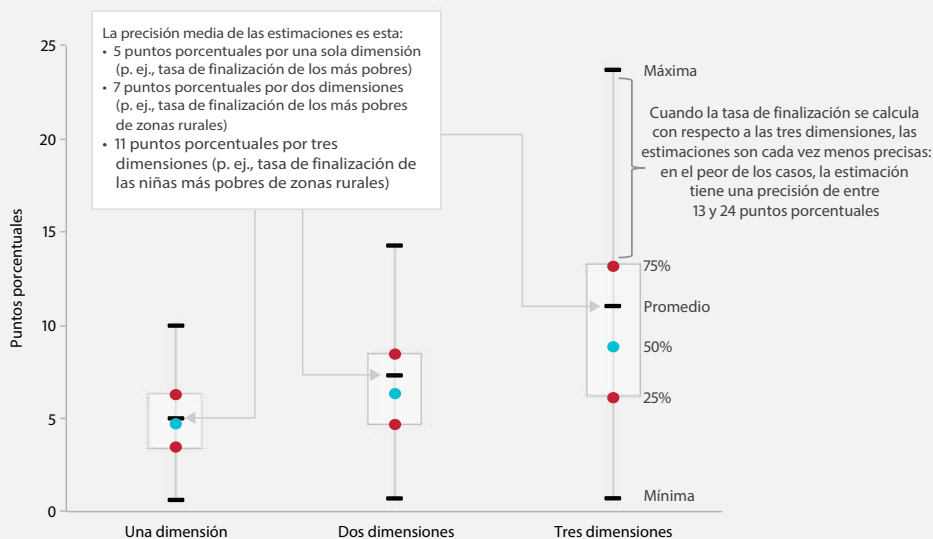 La precisión media de las estimaciones es esta:
• 5 puntos porcentuales por una sola dimensión
(p. ej., tasa de finalización de los más pobres)
• 7 puntos porcentuales por dos dimensiones
(p. ej., tasa de finalización de los más pobres
de zonas rurales)
• 11 puntos porcentuales por tres
dimensiones (p. ej., tasa de finalización de
las niñas más pobres de zonas rurales)
Puntos porcentuales
25
20
15
10
5
0
Máxima
Cuando la tasa de finalización se calcula
con respecto a las tres dimensiones, las
estimaciones son cada vez menos precisas:
en el peor de los casos, la estimación
tiene una precisión de entre
13 y 24 puntos porcentuales
75%
Promedio
50%
25%
Mínima
Una dimensión
Dos dimensiones
Tres dimensiones